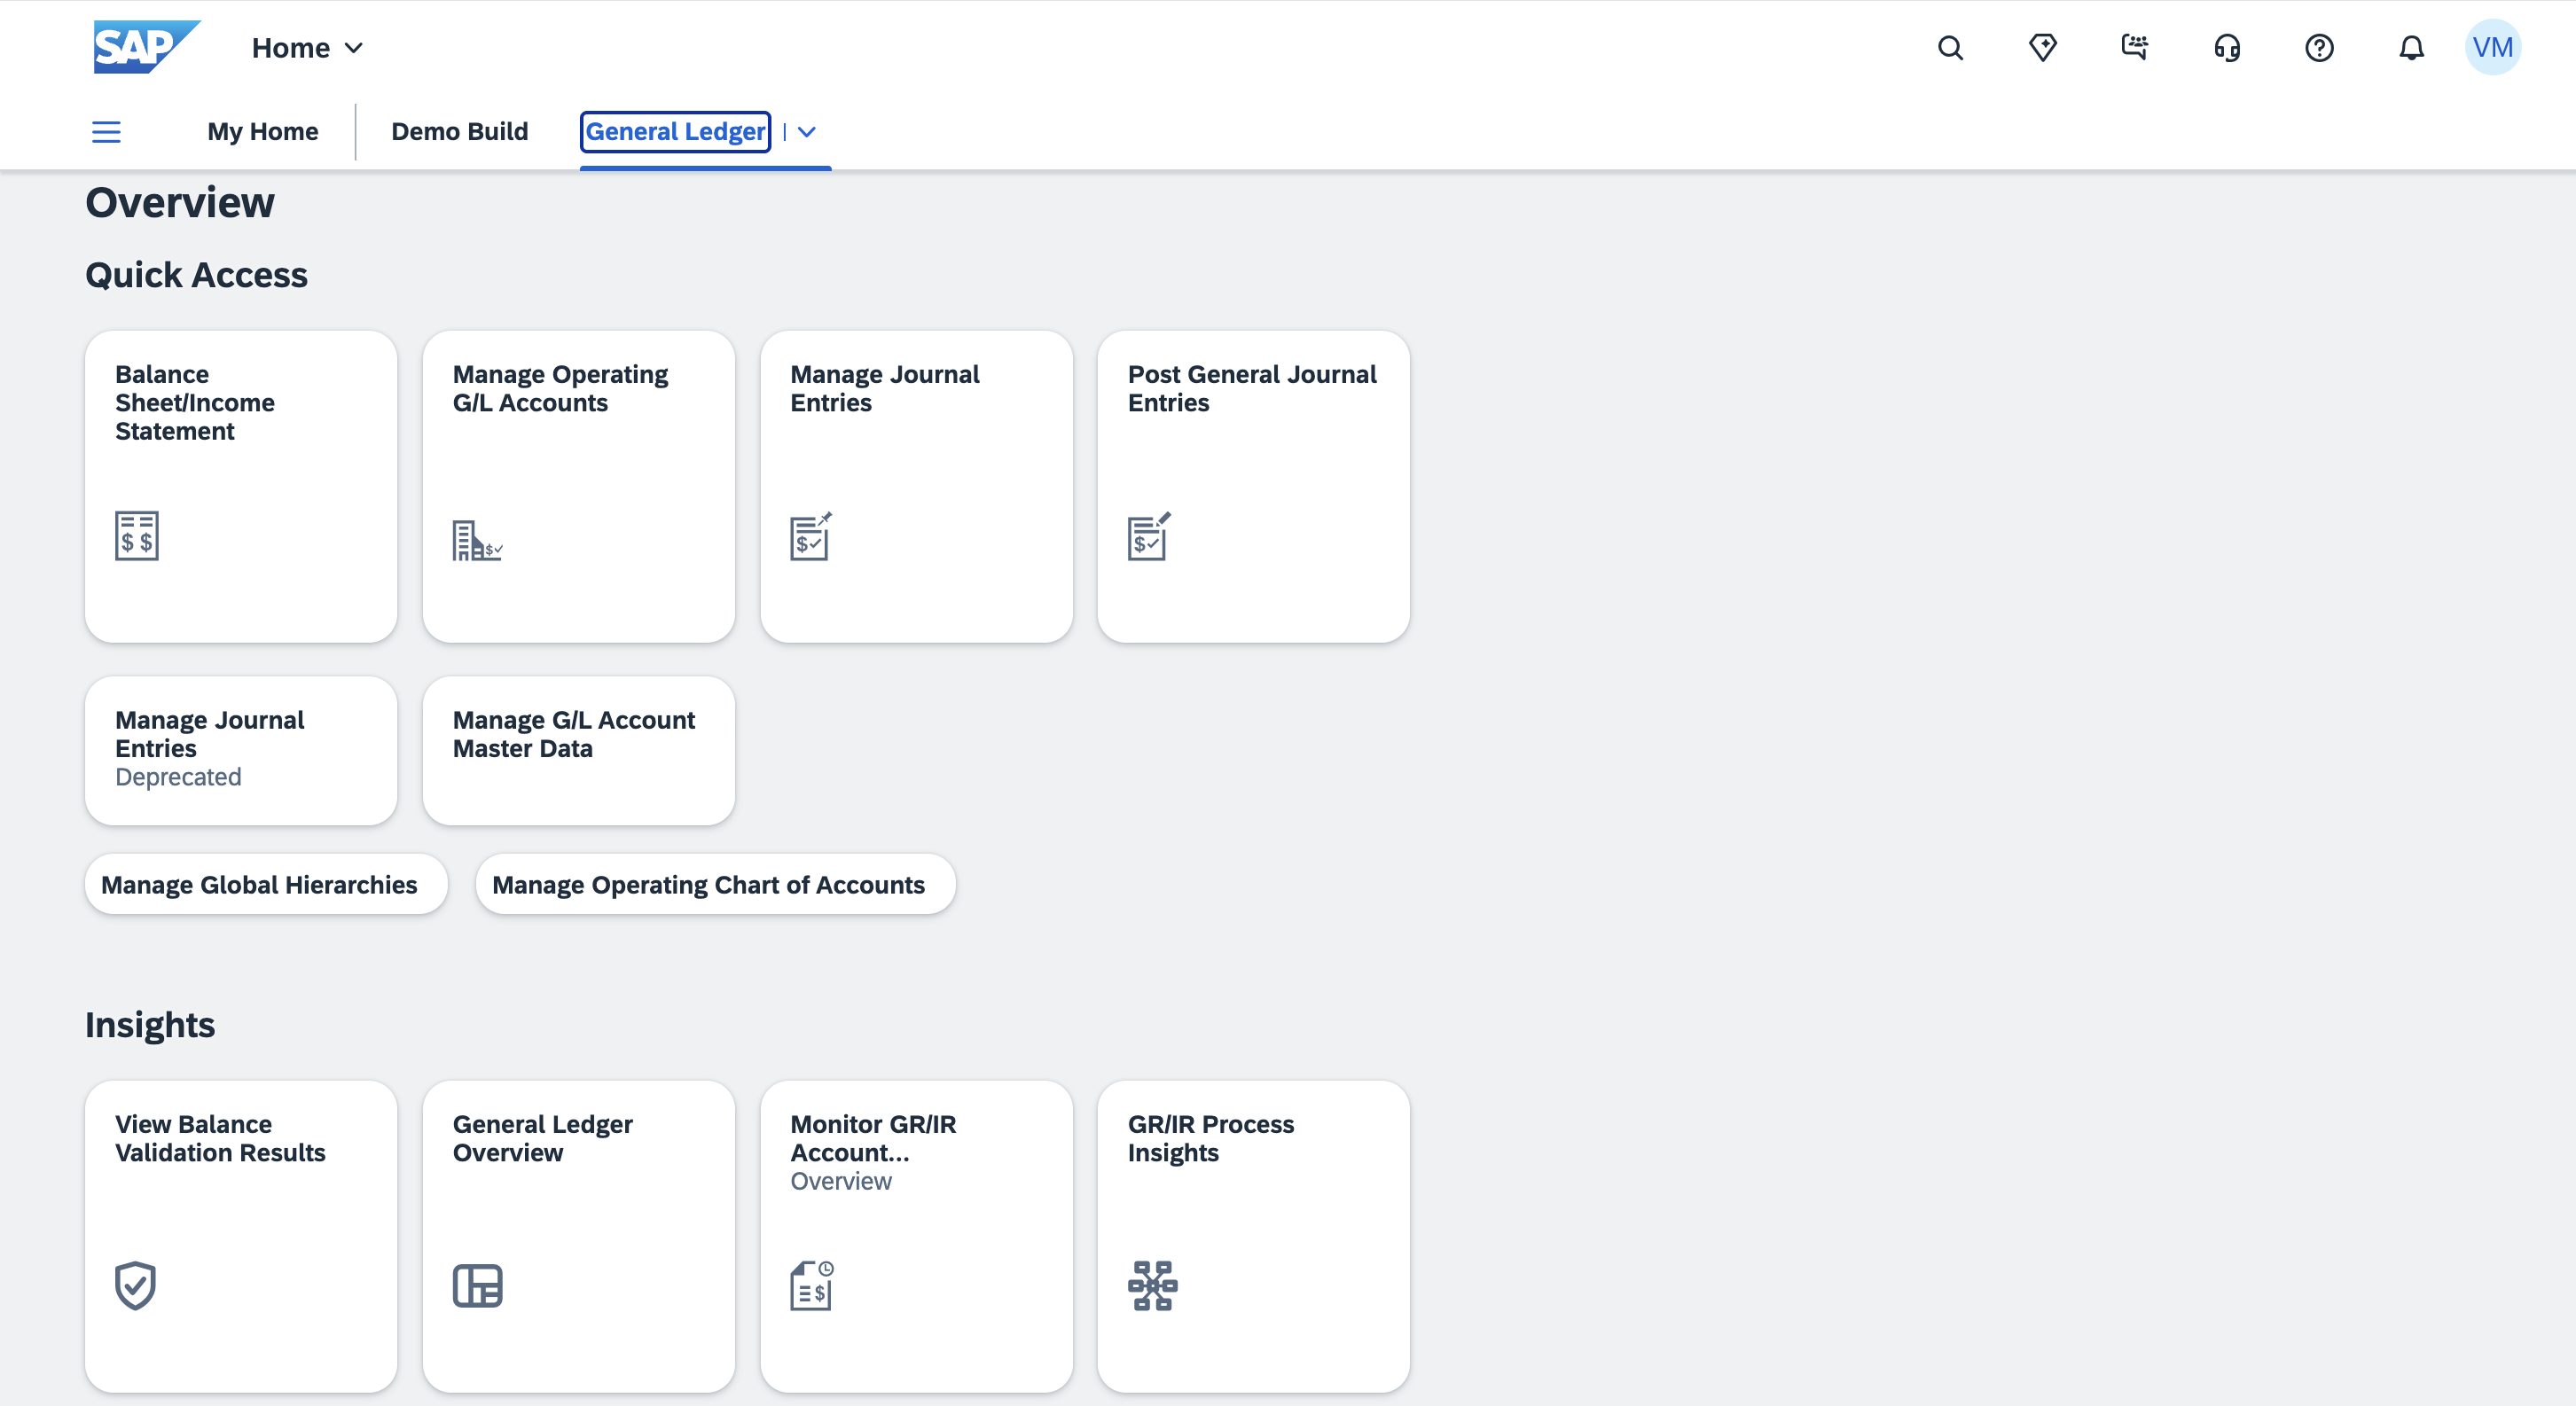 SAP Home
VM
My Home Demo Build General Ledger
Overview
Quick Access
Balance
Sheet/Income
Statement
$ $
Manage Operating
G/L Accounts
$
Manage Journal
Entries
$
Post General Journal
Entries
$
Manage Journal
Entries
Deprecated
Manage G/L Account
Master Data
Manage Global Hierarchies
Manage Operating Chart of Accounts
Insights
View Balance
Validation Results
General Ledger
Overview
Monitor GR/IR
Account...
Overview
$
GR/IR Process
Insights